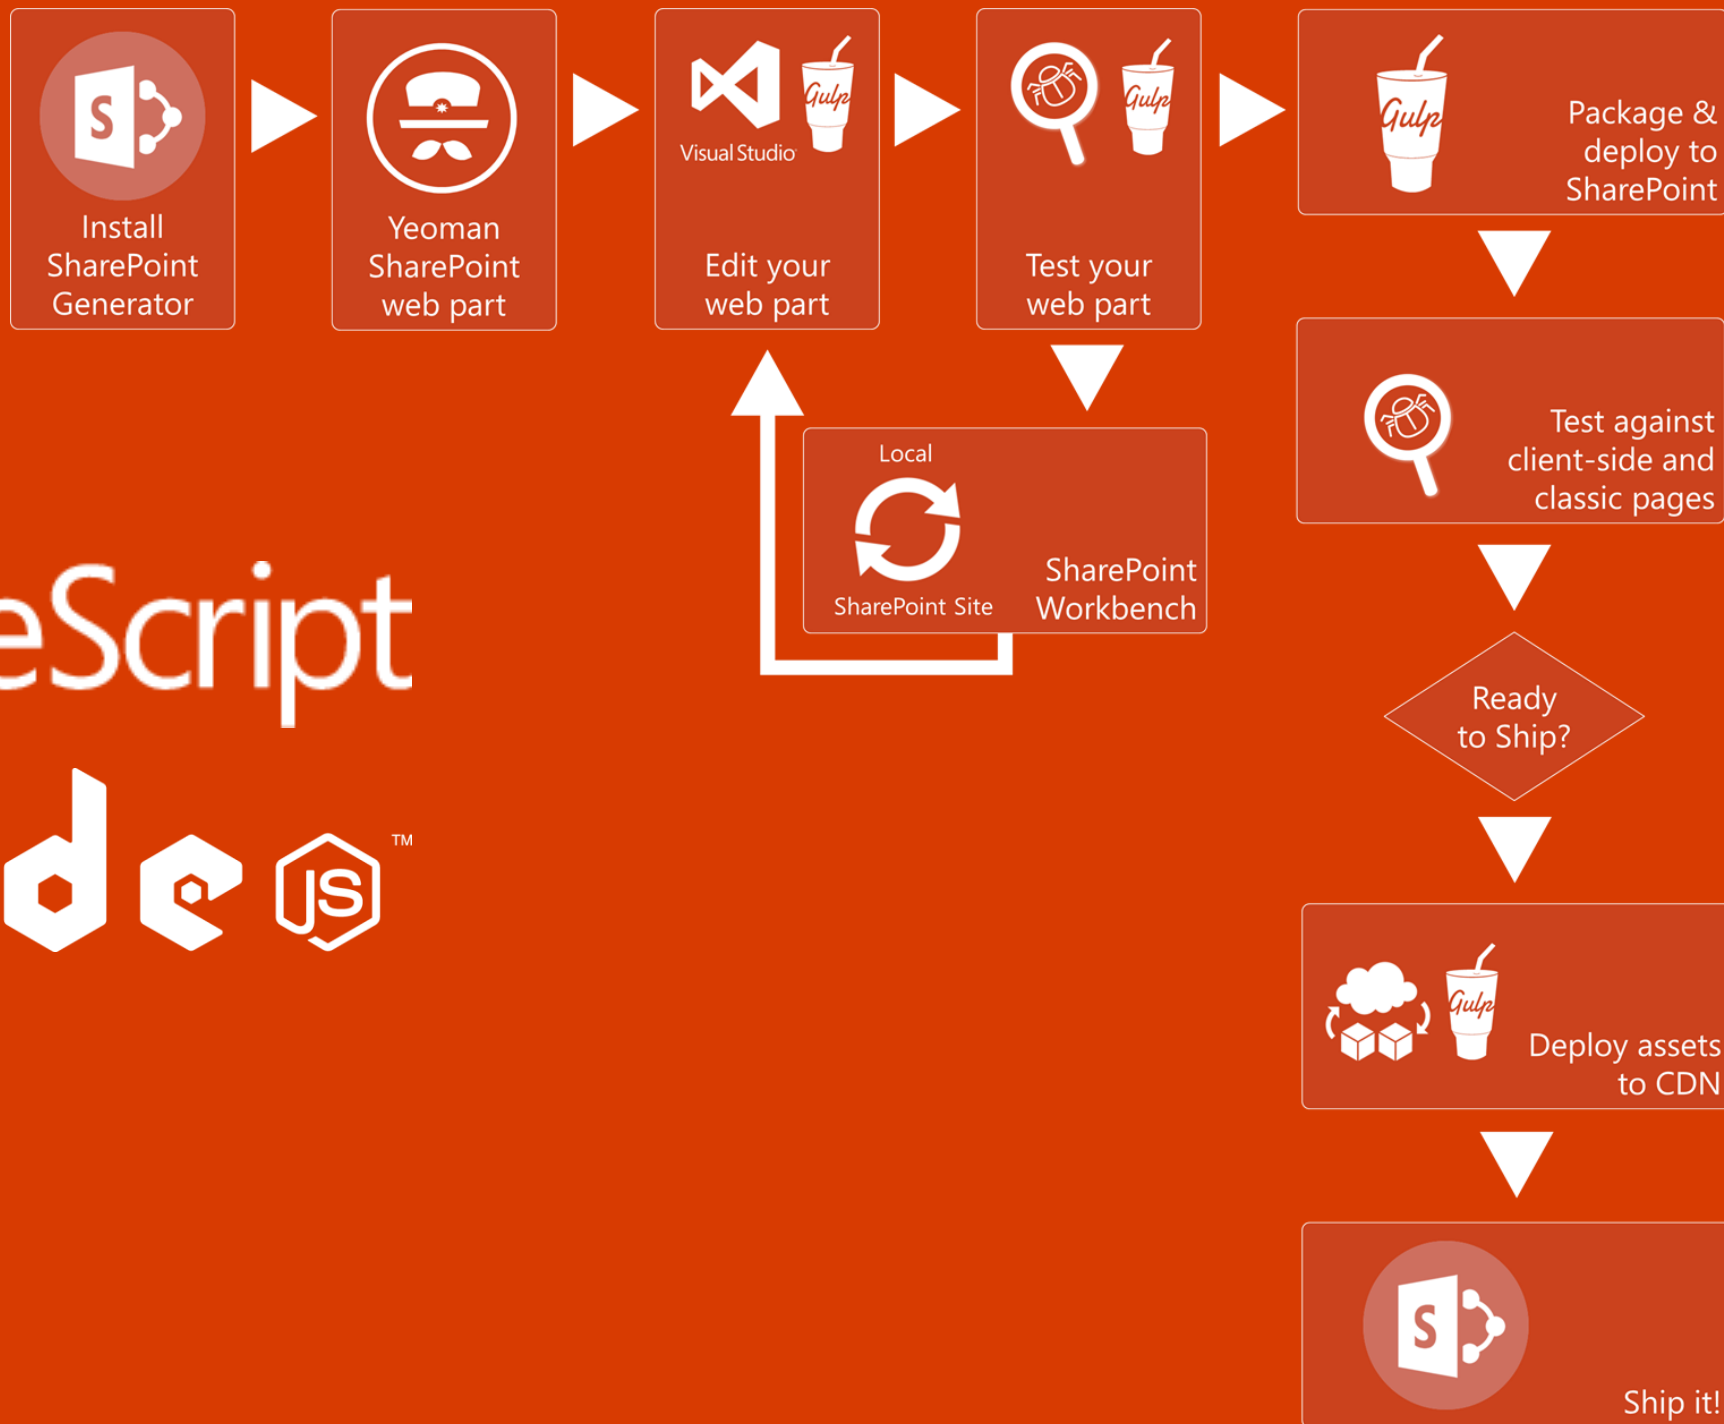 Install
SharePoint
Generator
Yeoman
SharePoint
web part
Visual Studio
Gulp
Edit your
web part
Gulp
Test your
web part
Gulp
Package &
deploy to
SharePoint
Local
SharePoint Site
SharePoint
Workbench
Test against
client-side and
classic pages
Ready
to Ship?
eScript
de JS TM
Gulp
Deploy assets
to CDN
S
Ship it!
S